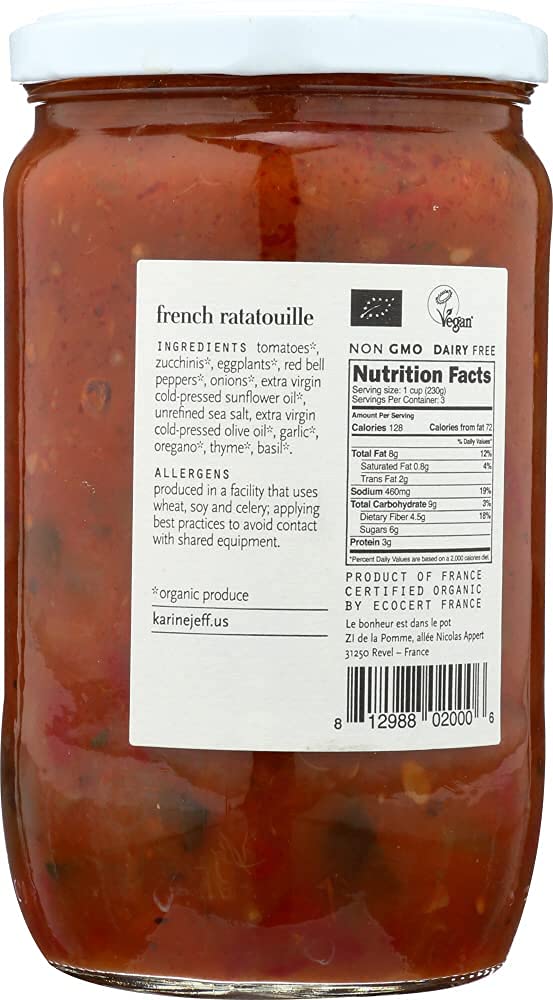 french ratatouille
INGREDIENTS tomatoes*,
zucchinis*, eggplants*, red bell
peppers*, onions*, extra virgin
cold-pressed sunflower oil*,
unrefined sea salt, extra virgin
cold-pressed olive oil*, garlic*,
oregano*, thyme*, basil*.
ALLERGENS
produced in a facility that uses
wheat, soy and celery; applying
best practices to avoid contact
with shared equipment.
*organic produce
karinejeff.us
Vegan
NON GMO DAIRY FREE
Nutrition Facts
Serving size: 1 cup (230g)
Servings Per Container: 3
Amount Per Serving
Calories 128 Calories from fat 72
% Daily Values*
Total Fat 8g 12%
Saturated Fat 0.8g 4%
Trans Fat 2g
Sodium 460mg 19%
Total Carbohydrate 9g 3%
Dietary Fiber 4.5g 18%
Sugars 6g
Protein 3g
*Percent Daily Values are based on a 2,000 calories diet.
PRODUCT OF FRANCE
CERTIFIED ORGANIC
BY ECOCERT FRANCE
Le bonheur est dans le pot
ZI de la Pomme, allée Nicolas Appert
31250 Revel – France
8 12988 02000 6